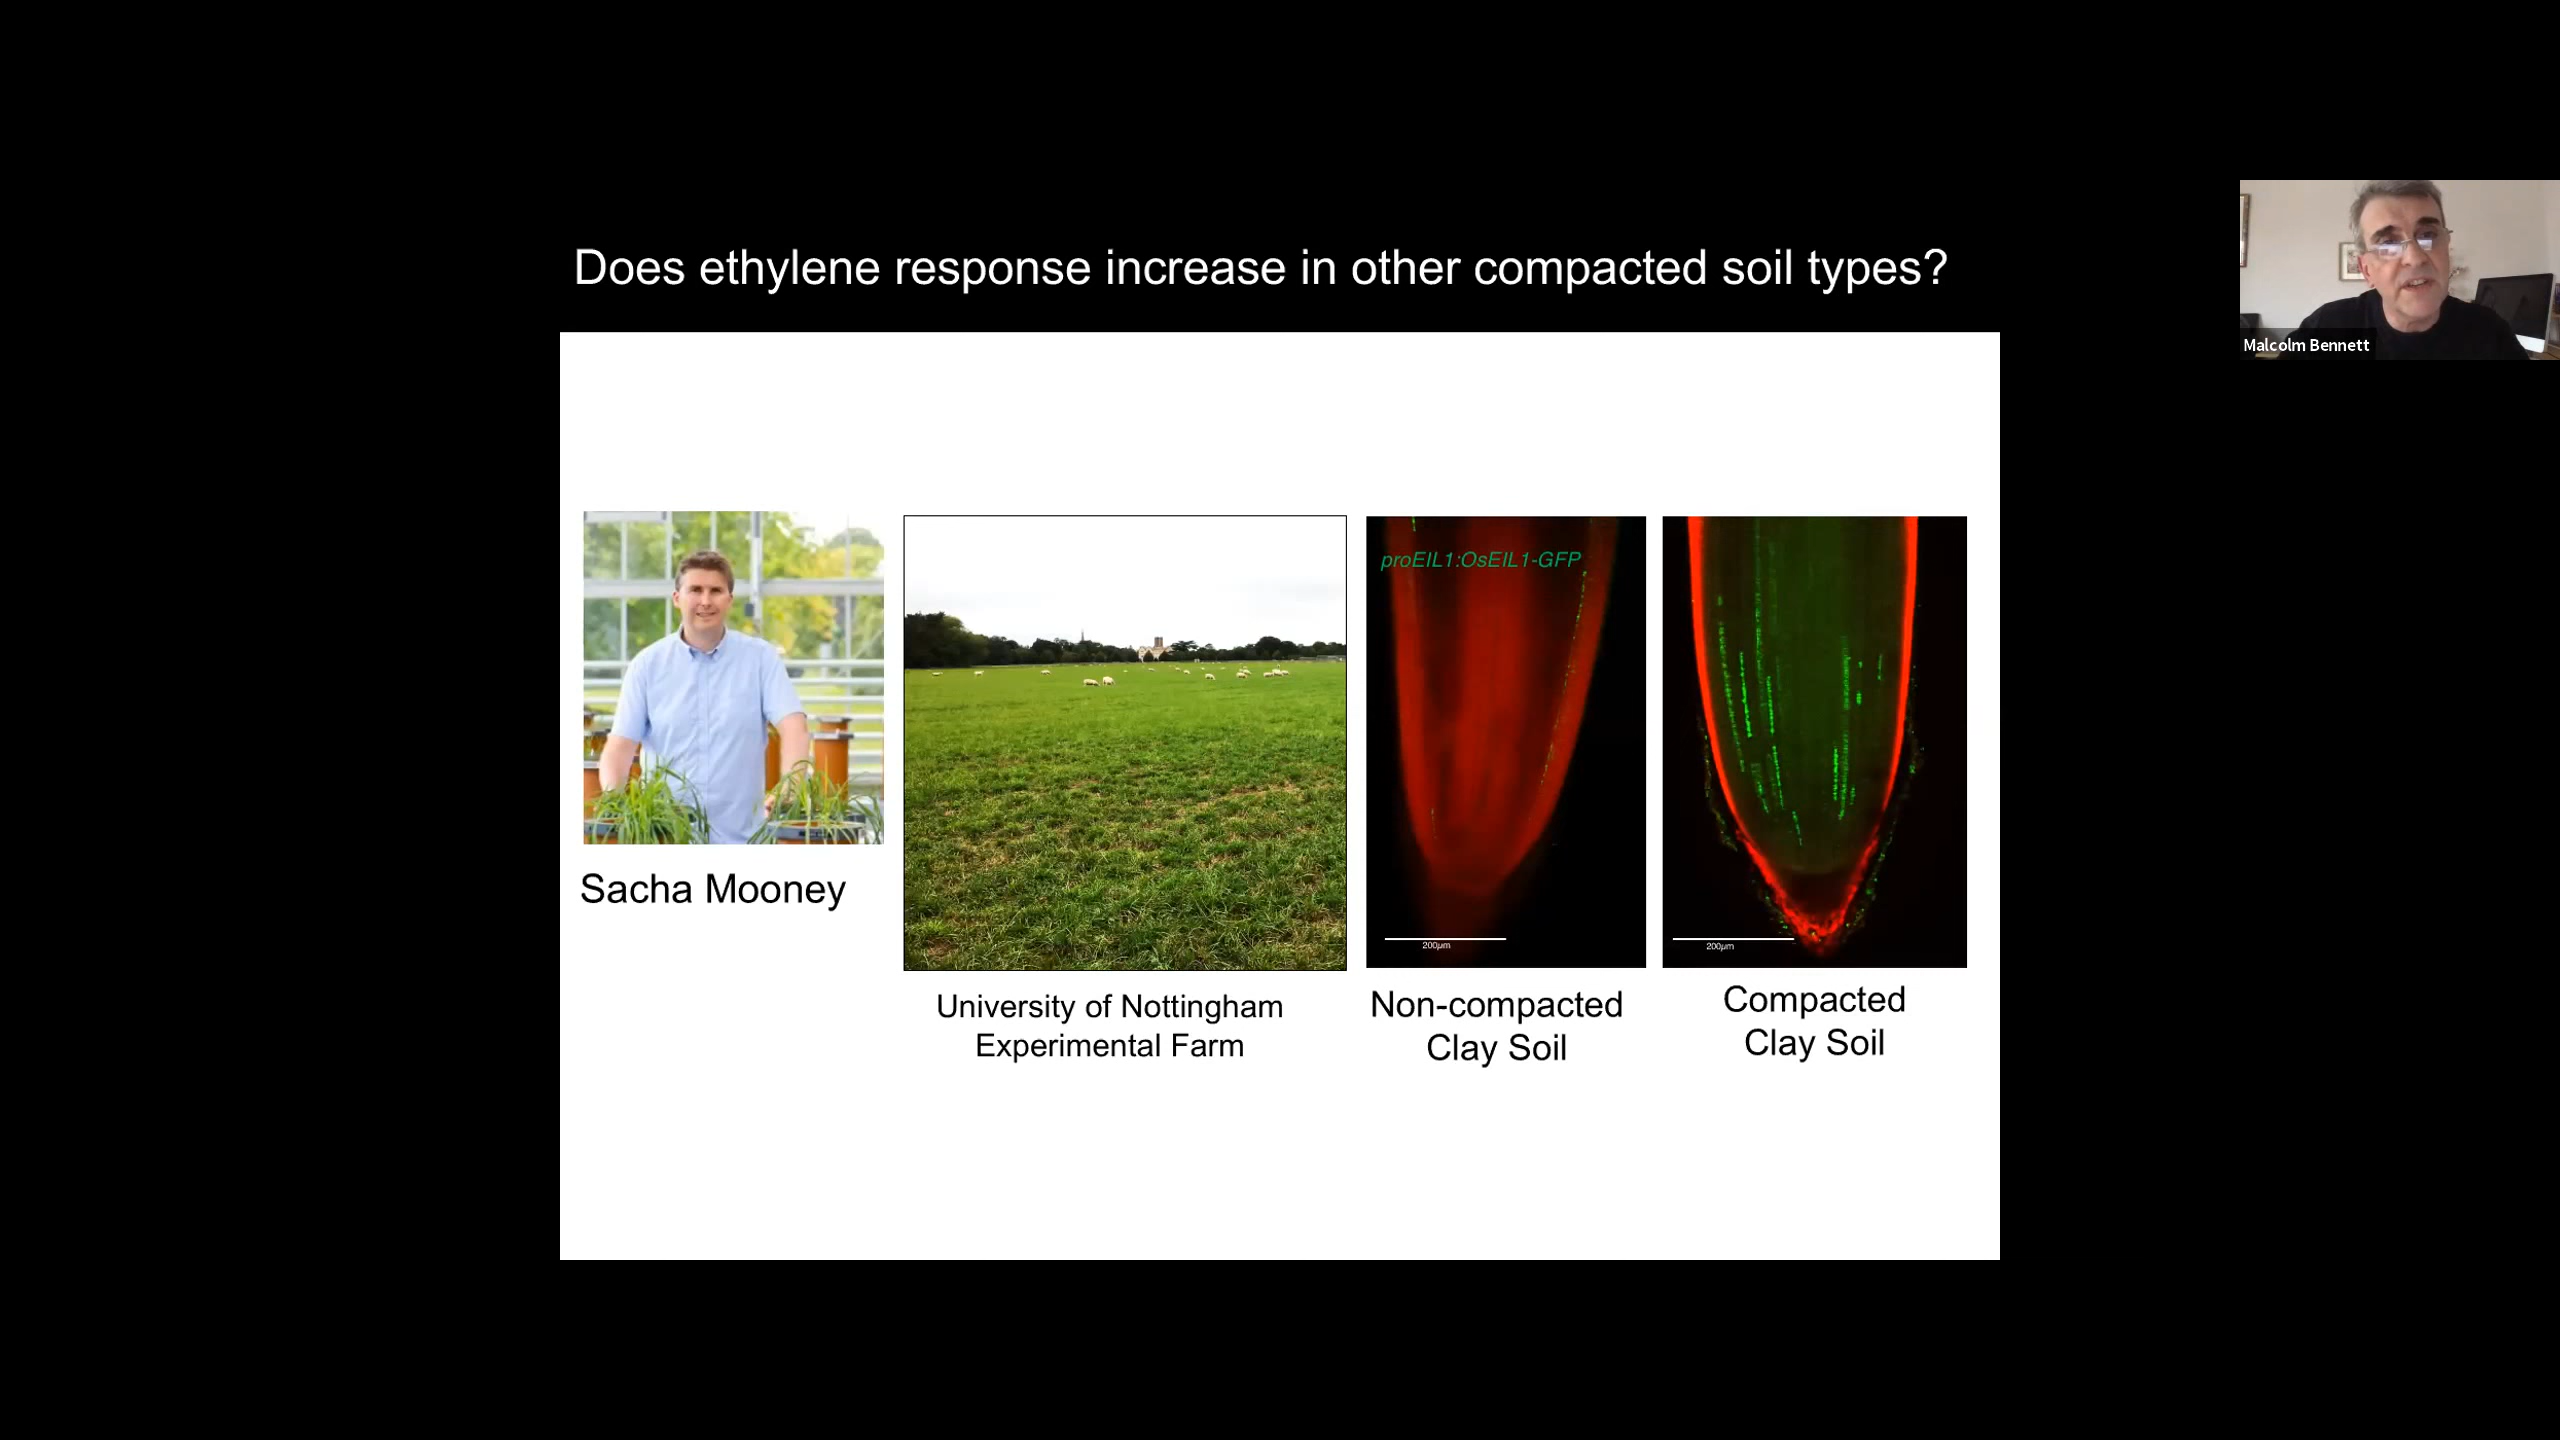 Does ethylene response increase in other compacted soil types?
Malcolm Bennett
proEIL1:OsEIL1-GFP
200µm
200µm
Sacha Mooney
University of Nottingham
Experimental Farm
Non-compacted
Clay Soil
Compacted
Clay Soil